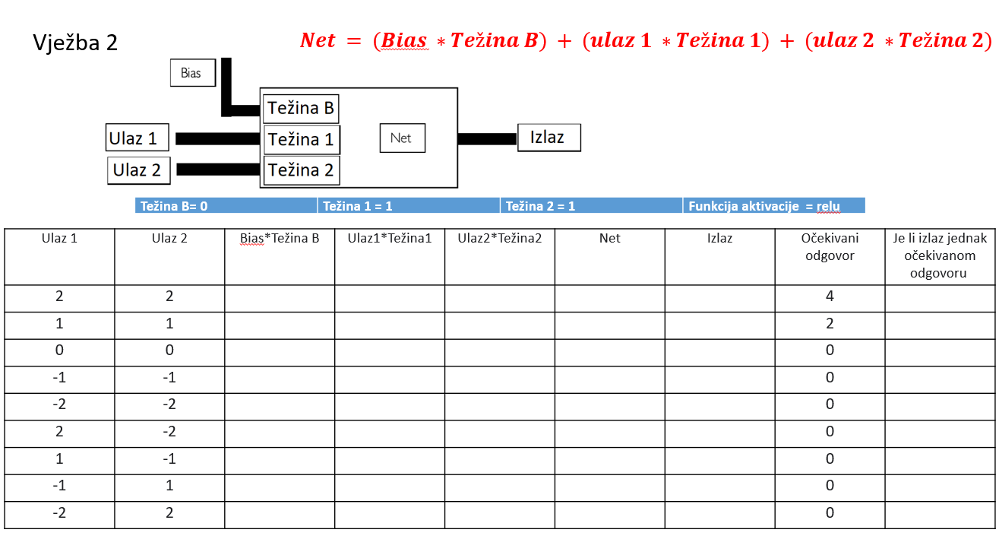 Vježba 2
Net = (Bias ∗ Težina B) + (ulaz 1 ∗ Težina 1) + (ulaz 2 ∗ Težina 2)
Bias
Težina B
Ulaz 1
Težina 1
Net
Izlaz
Ulaz 2
Težina 2
Težina B= 0 Težina 1 = 1 Težina 2 = 1 Funkcija aktivacije = relu
Ulaz 1 Ulaz 2 Bias*Težina B Ulaz1*Težina1 Ulaz2*Težina2 Net Izlaz Očekivani Je li izlaz jednak
odgovor očekivanom
odgovoru
2 2 4
1 1 2
0 0 0
-1 -1 0
-2 -2 0
2 -2 0
1 -1 0
-1 1 0
-2 2 0